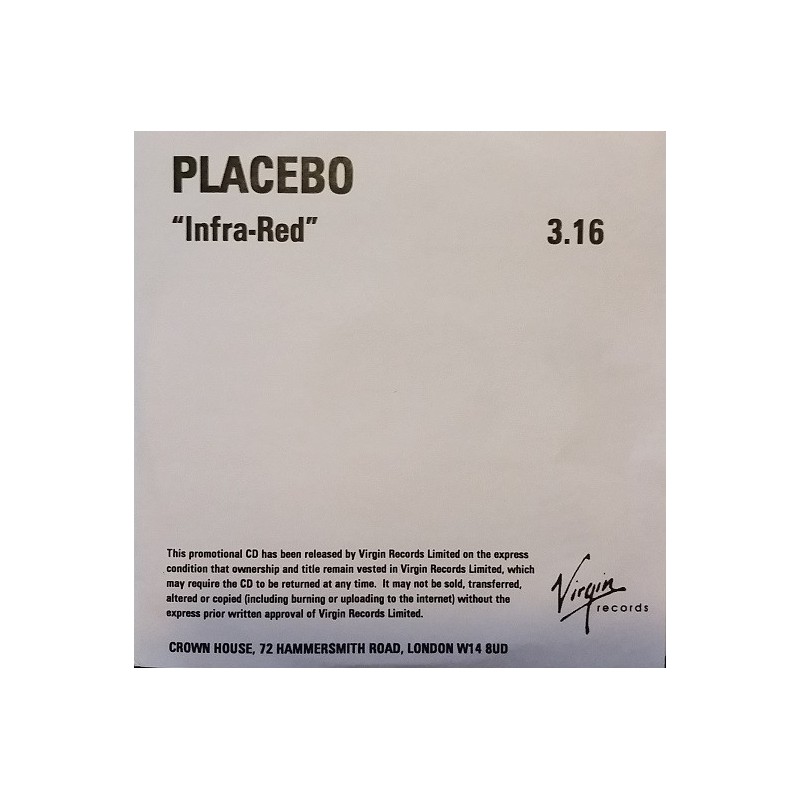 PLACEBO
“Infra-Red” 3.16
This promotional CD has been released by Virgin Records Limited on the express
condition that ownership and title remain vested in Virgin Records Limited, which
may require the CD to be returned at any time. It may not be sold, transferred,
altered or copied (including burning or uploading to the internet) without the
express prior written approval of Virgin Records Limited.
Virgin
records
CROWN HOUSE, 72 HAMMERSMITH ROAD, LONDON W14 8UD